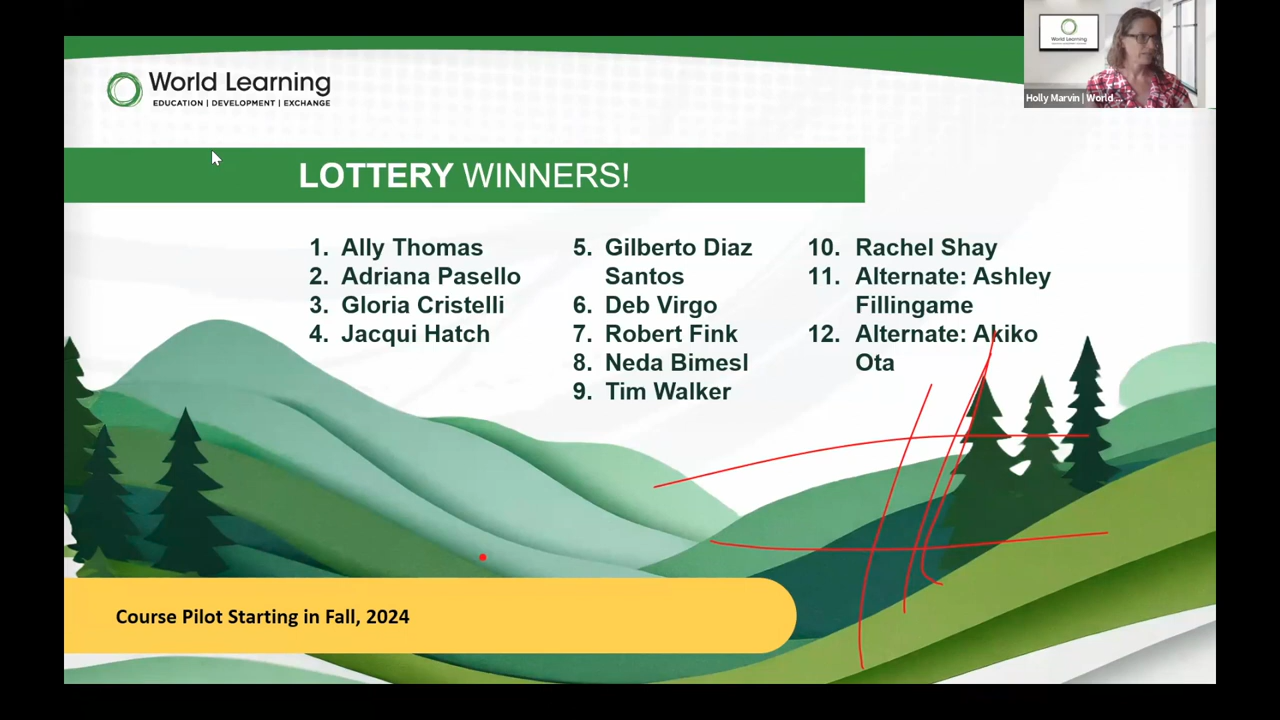 World Learning
EDUCATION | DEVELOPMENT | EXCHANGE
World Learning
Holly Marvin | World ...
LOTTERY WINNERS!
1. Ally Thomas
2. Adriana Pasello
3. Gloria Cristelli
4. Jacqui Hatch
5. Gilberto Diaz
Santos
6. Deb Virgo
7. Robert Fink
8. Neda Bimesl
9. Tim Walker
10. Rachel Shay
11. Alternate: Ashley
Fillingame
12. Alternate: Akiko
Ota
Course Pilot Starting in Fall, 2024